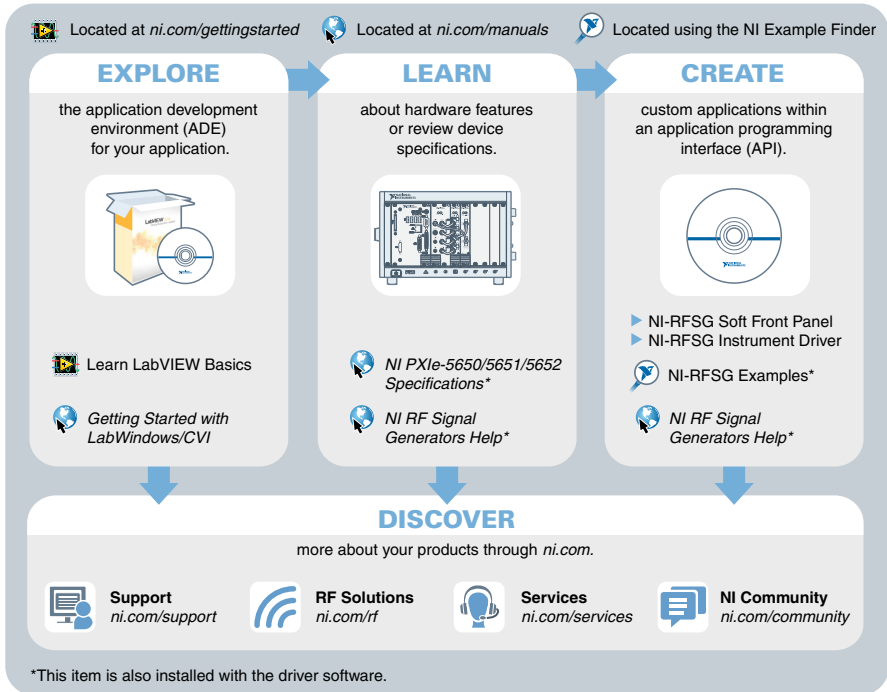 Located at ni.com/gettingstarted
Located at ni.com/manuals
Located using the NI Example Finder
EXPLORE
the application development
environment (ADE)
for your application.
LabVIEW
Learn LabVIEW Basics
Getting Started with
LabWindows/CVI
LEARN
about hardware features
or review device
specifications.
NI PXIe-5650/5651/5652
Specifications*
NI RF Signal
Generators Help*
CREATE
custom applications within
an application programming
interface (API).
NI-RFSG Soft Front Panel
NI-RFSG Instrument Driver
NI-RFSG Examples*
NI RF Signal
Generators Help*
DISCOVER
more about your products through ni.com.
Support
ni.com/support
RF Solutions
ni.com/rf
Services
ni.com/services
NI Community
ni.com/community
*This item is also installed with the driver software.